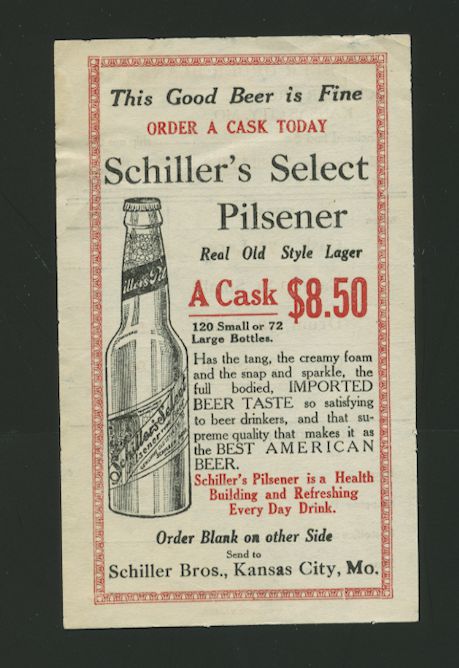 This Good Beer is Fine
ORDER A CASK TODAY
Schiller's Select
Pilsener
Real Old Style Lager
A Cask $8.50
120 Small or 72
Large Bottles.
Has the tang, the creamy foam
and the snap and sparkle, the
full bodied, IMPORTED
BEER TASTE so satisfying
to beer drinkers, and that su-
preme quality that makes it as
the BEST AMERICAN
BEER.
Schiller's Pilsener is a Health
Building and Refreshing
Every Day Drink.
Schiller's Select
Pilsener
Order Blank on other Side
Send to
Schiller Bros., Kansas City, Mo.